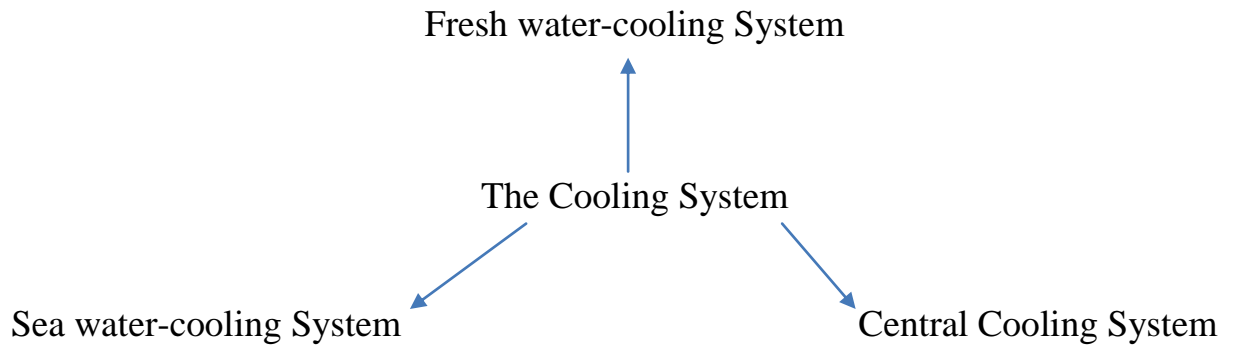 Fresh water-cooling System
The Cooling System
Sea water-cooling System
Central Cooling System